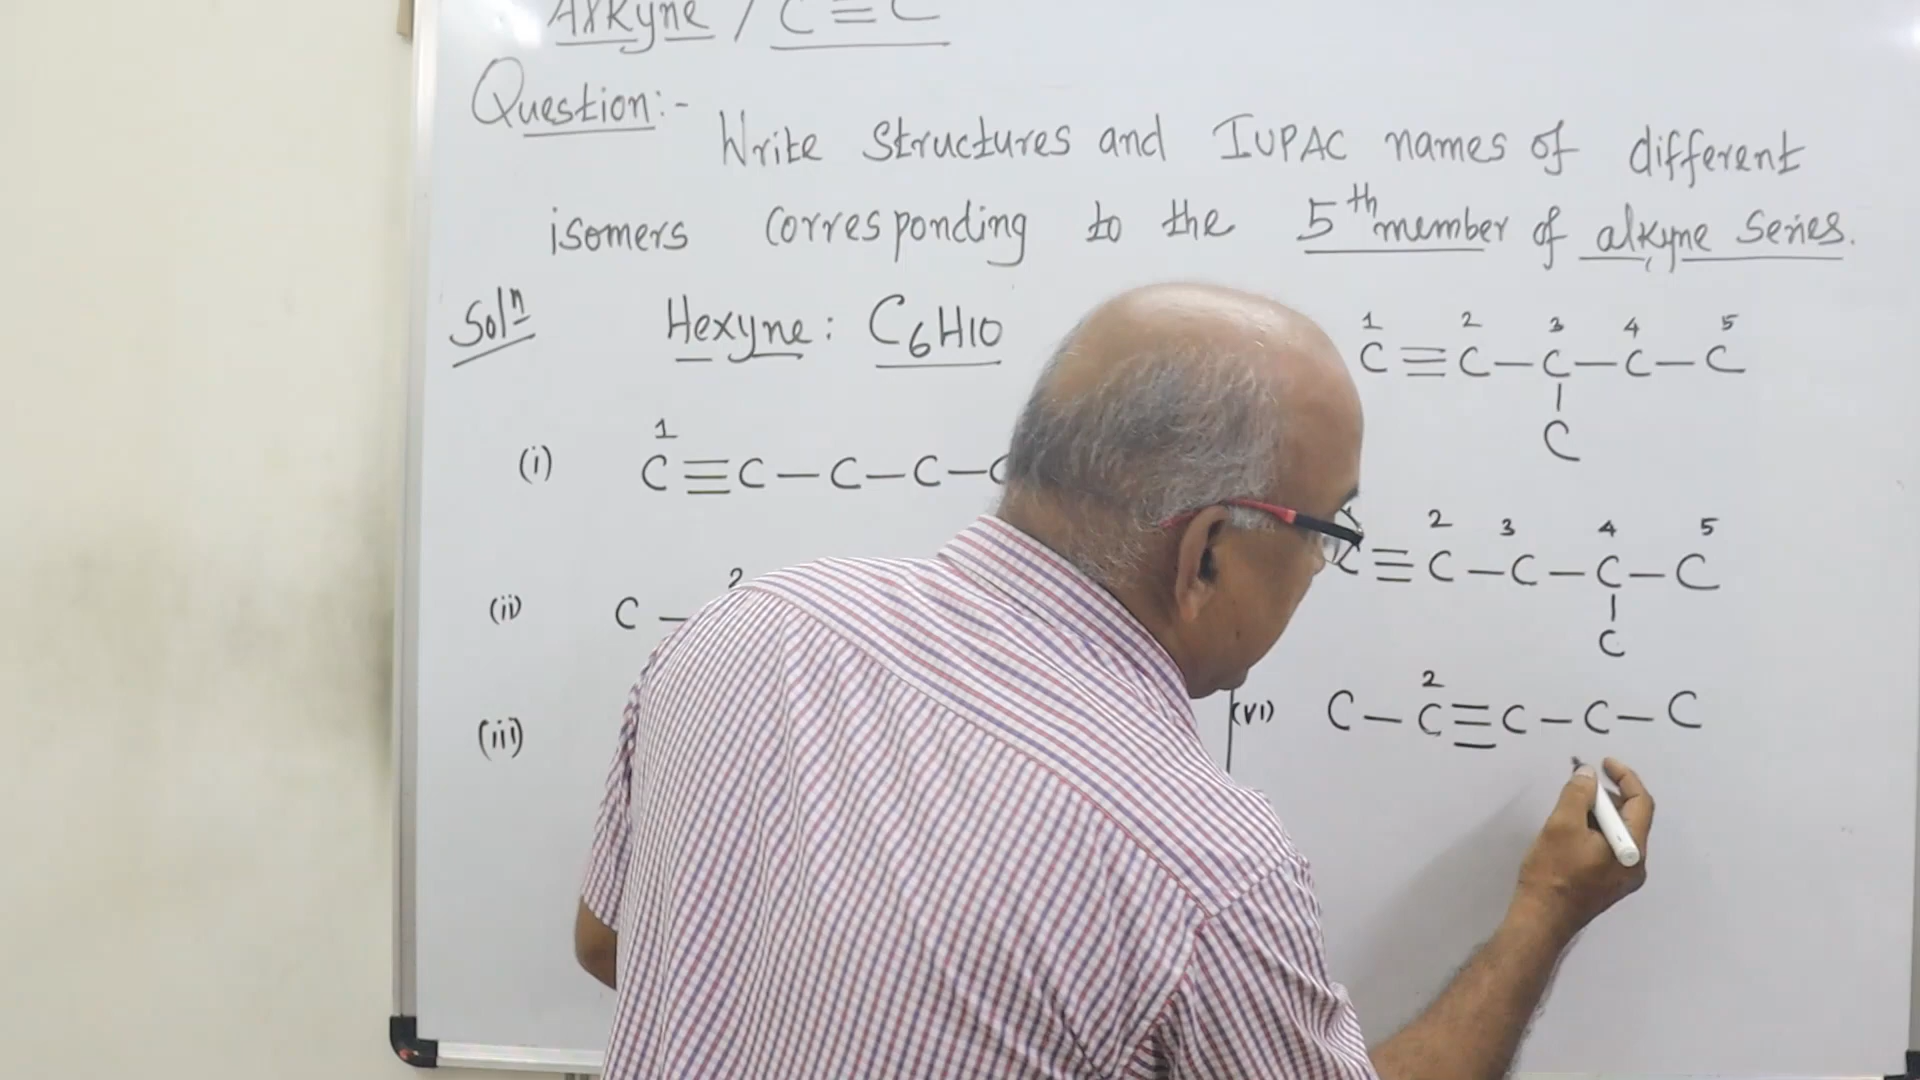 Alkyne / C≡C
Question:-
Write Structures and IUPAC names of different
isomers corresponding to the 5th member of alkyne series.
Soln
Hexyne: C6H10
(i)
1
C≡C-C-C-C
(ii)
2
C-
(iii)
1 2 3 4 5
C≡C-C-C-C
|
C
2 3 4 5
C≡C-C-C-C
|
C
2
(vi) C-C≡C-C-C